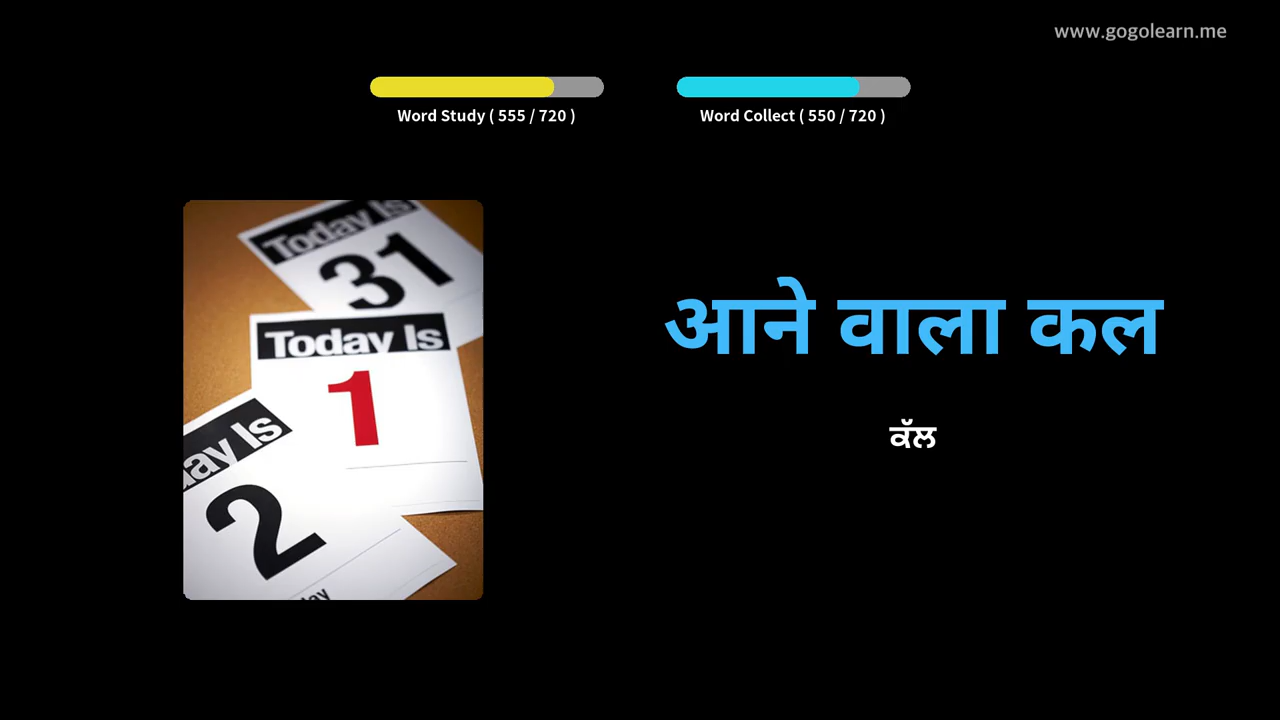 www.gogolearn.me
Word Study ( 555 / 720 )
Word Collect ( 550 / 720 )
Today Is
31
Today Is
1
ay Is
2
आने वाला कल
ਕੱਲ